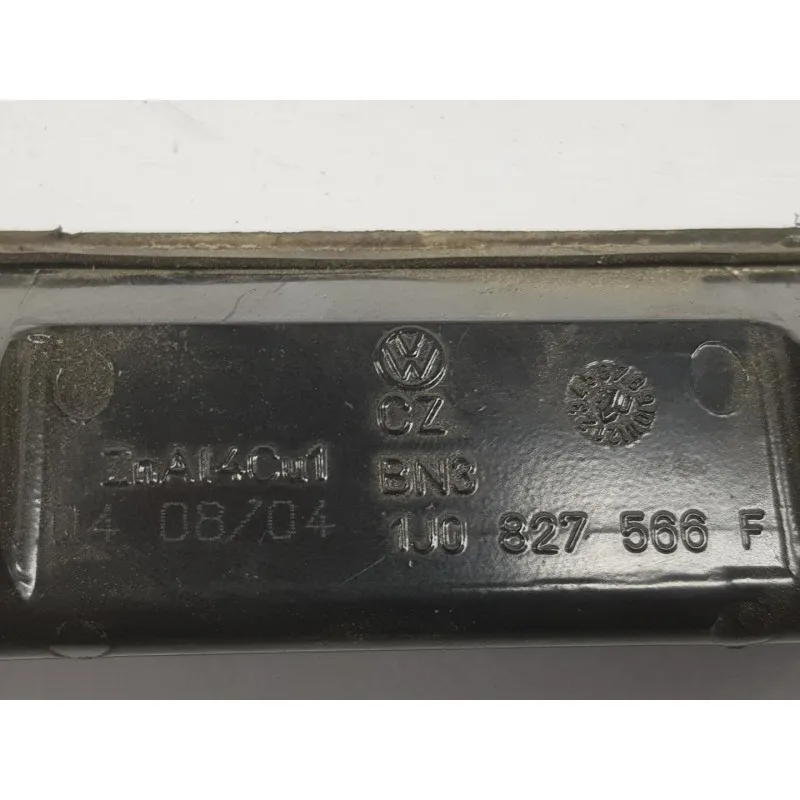 VW
CZ
ZnAl4Cu1
BN3
04 08/04
1J0 827 566 F